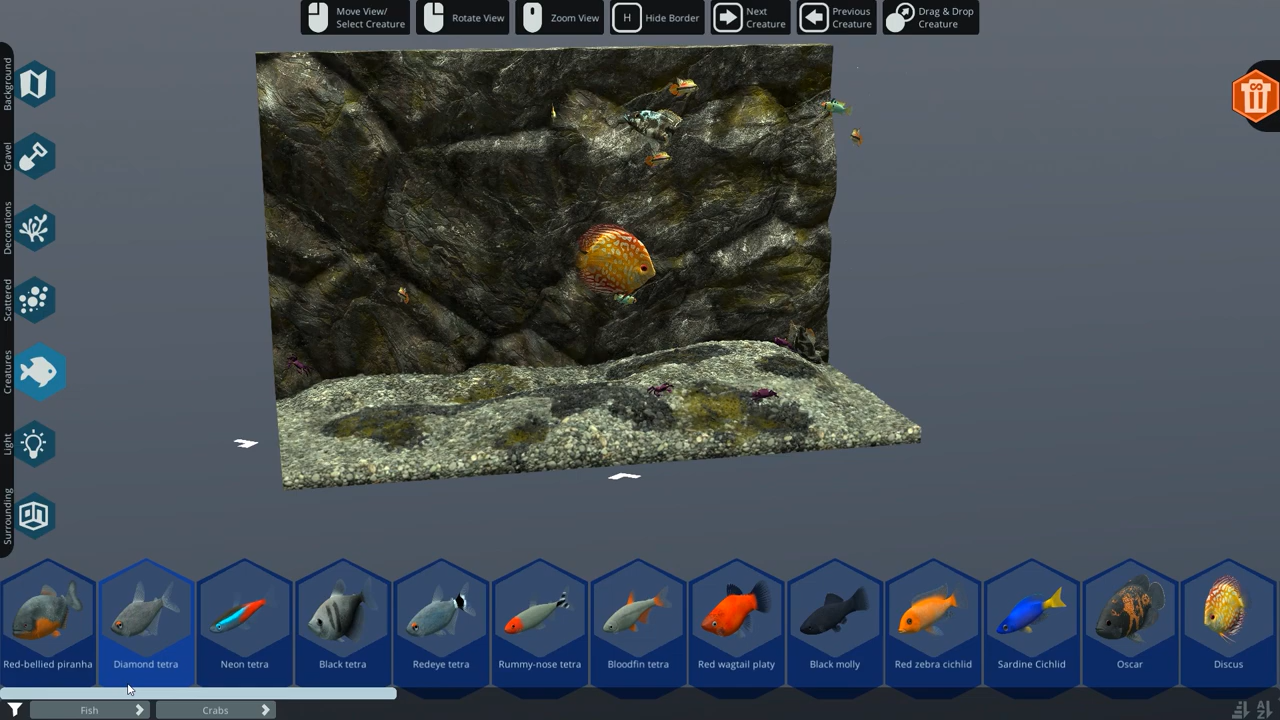 Move View/
Select Creature
Rotate View
Zoom View
H
Hide Border
Next
Creature
Previous
Creature
Drag & Drop
Creature
Background
Gravel
Decorations
Scattered
Creatures
Light
Surrounding
Red-bellied piranha
Diamond tetra
Neon tetra
Black tetra
Redeye tetra
Rummy-nose tetra
Bloodfin tetra
Red wagtail platy
Black molly
Red zebra cichlid
Sardine Cichlid
Oscar
Discus
Fish
Crabs
A
Z